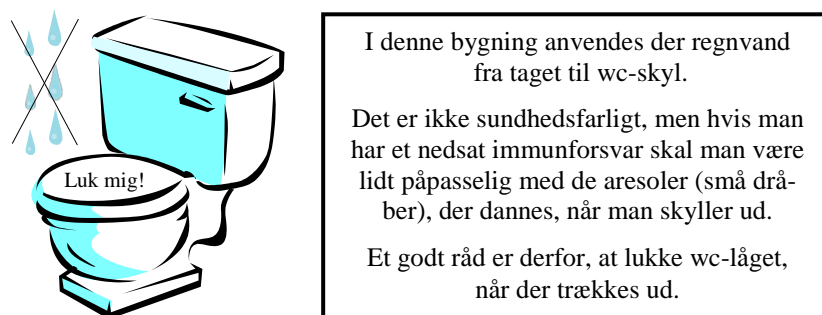 Luk mig!
I denne bygning anvendes der regnvand
fra taget til wc-skyl.
Det er ikke sundhedsfarligt, men hvis man
har et nedsat immunforsvar skal man være
lidt påpasselig med de aresoler (små drå-
ber), der dannes, når man skyller ud.
Et godt råd er derfor, at lukke wc-låget,
når der trækkes ud.